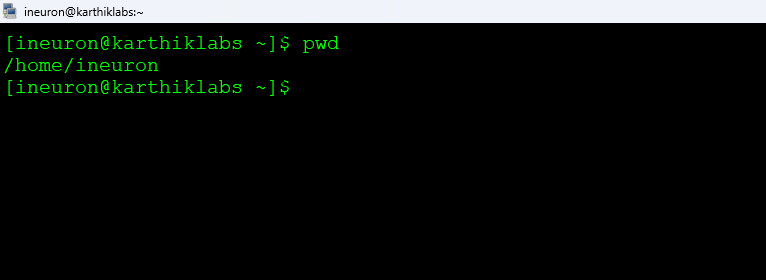 ineuron@karthiklabs:~
[ineuron@karthiklabs ~]$ pwd
/home/ineuron
[ineuron@karthiklabs ~]$